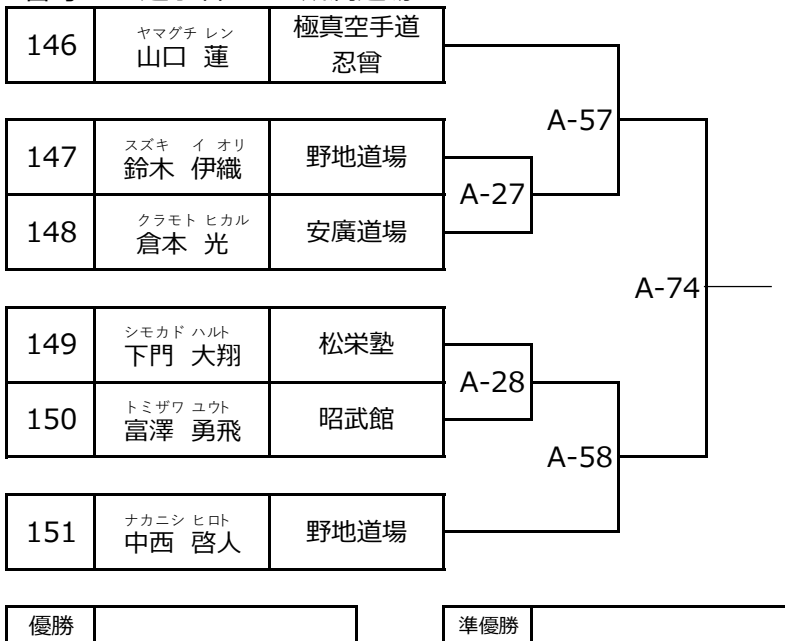 146
ヤマグチ レン
山口 蓮
極真空手道
忍曾
A-57
147
スズキ イ オリ
鈴木 伊織
野地道場
A-27
148
クラモト ヒカル
倉本 光
安廣道場
A-74
149
シモカド ハルト
下門 大翔
松栄塾
A-28
150
トミザワ ユウト
富澤 勇飛
昭武館
A-58
151
ナカニシ ヒロト
中西 啓人
野地道場
優勝
準優勝